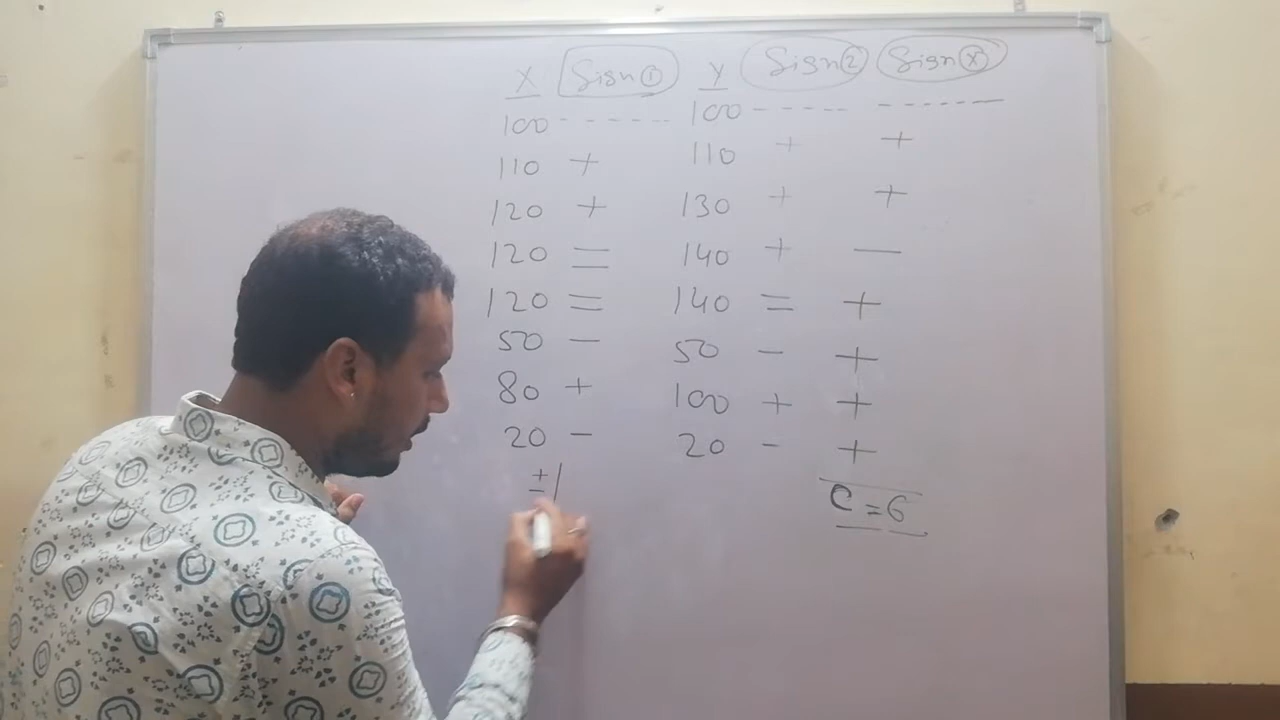 X Sign① Y Sign② Sign(X)
100 ------ 100 ----- -------
110 + 110 + +
120 + 130 + +
120 = 140 + —
120 = 140 = +
50 - 50 - +
80 + 100 + +
20 - 20 - +
±
C = 6